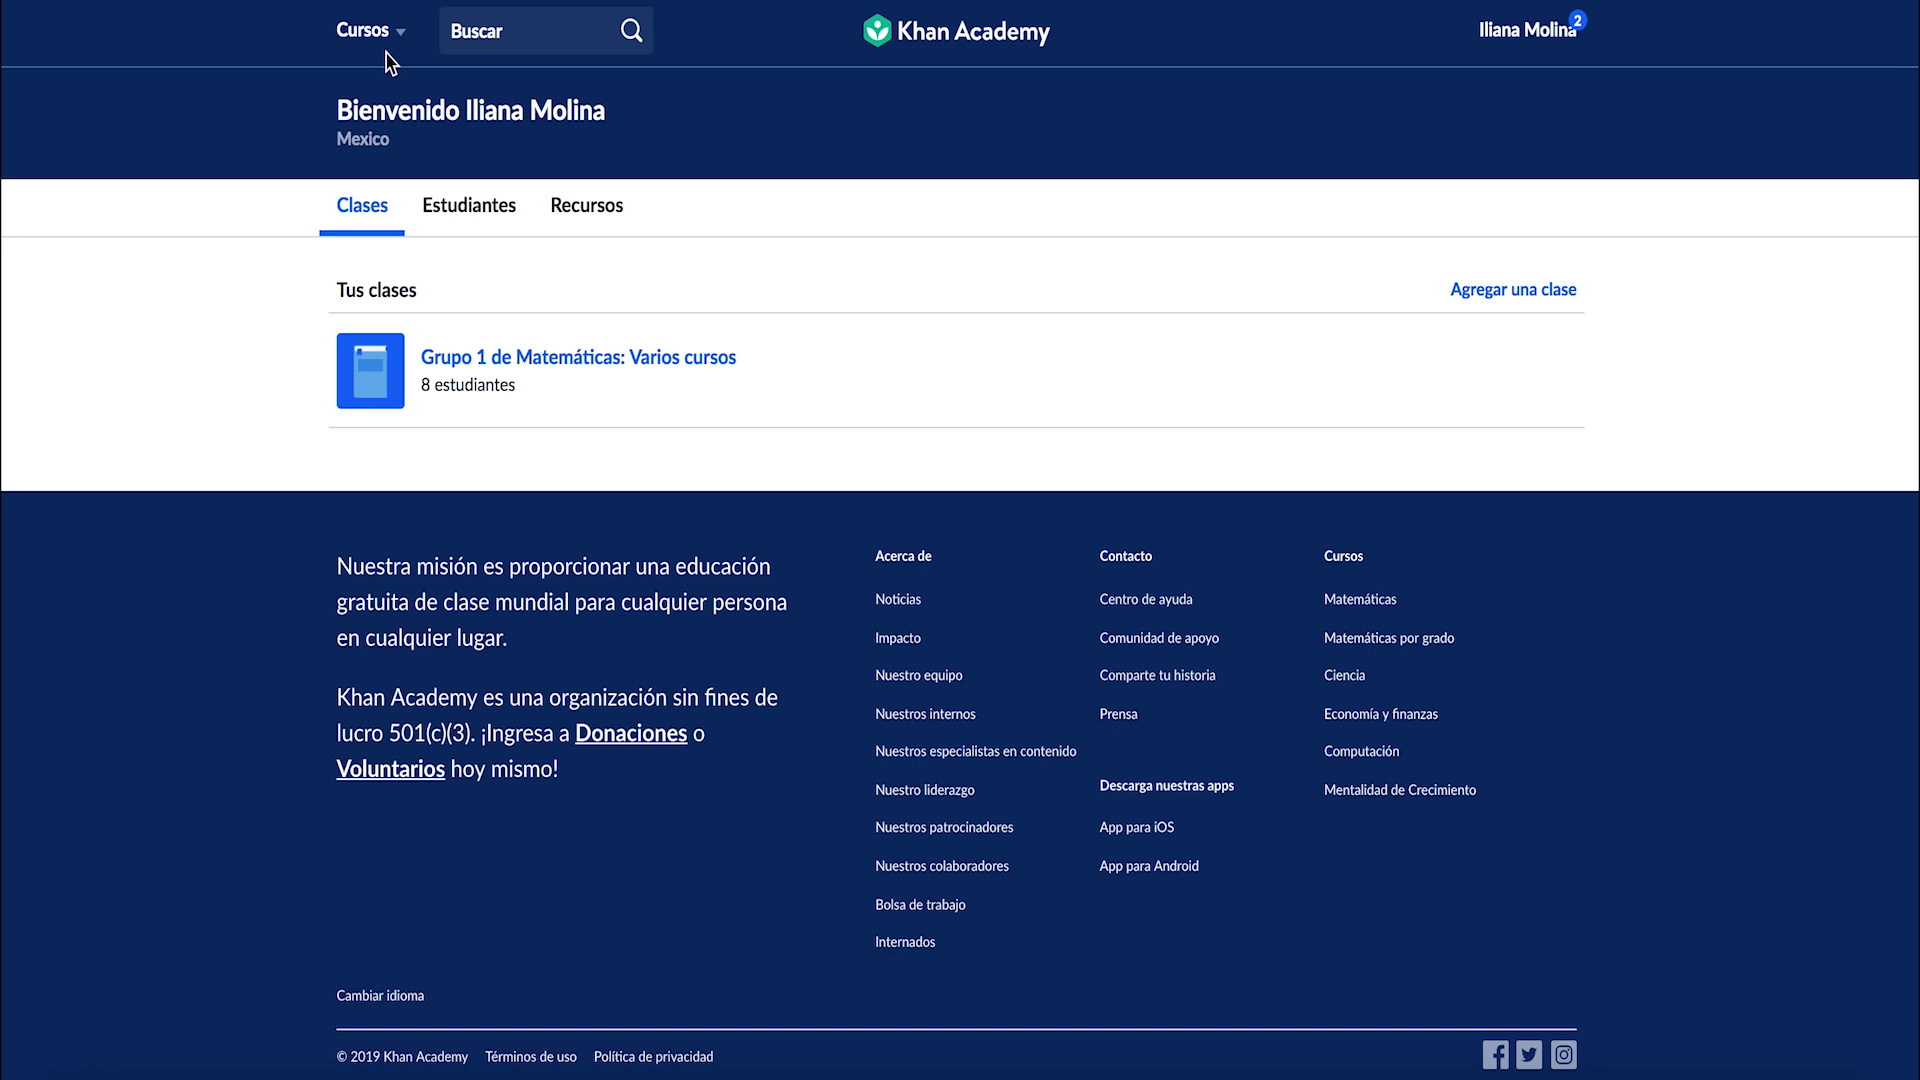 Cursos
Buscar
Khan Academy
Iliana Molina
2
Bienvenido Iliana Molina
Mexico
Clases
Estudiantes
Recursos
Tus clases
Agregar una clase
Grupo 1 de Matemáticas: Varios cursos
8 estudiantes
Nuestra misión es proporcionar una educación
gratuita de clase mundial para cualquier persona
en cualquier lugar.
Khan Academy es una organización sin fines de
lucro 501(c)(3). ¡Ingresa a Donaciones o
Voluntarios hoy mismo!
Acerca de
Noticias
Impacto
Nuestro equipo
Nuestros internos
Nuestros especialistas en contenido
Nuestro liderazgo
Nuestros patrocinadores
Nuestros colaboradores
Bolsa de trabajo
Internados
Contacto
Centro de ayuda
Comunidad de apoyo
Comparte tu historia
Prensa
Descarga nuestras apps
App para iOS
App para Android
Cursos
Matemáticas
Matemáticas por grado
Ciencia
Economía y finanzas
Computación
Mentalidad de Crecimiento
Cambiar idioma
© 2019 Khan Academy
Términos de uso
Política de privacidad